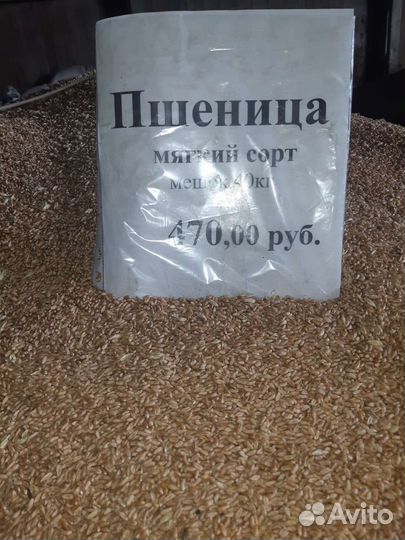 Пшеница
мягкий сорт
мешок 40кг
470,00 руб.
Avito